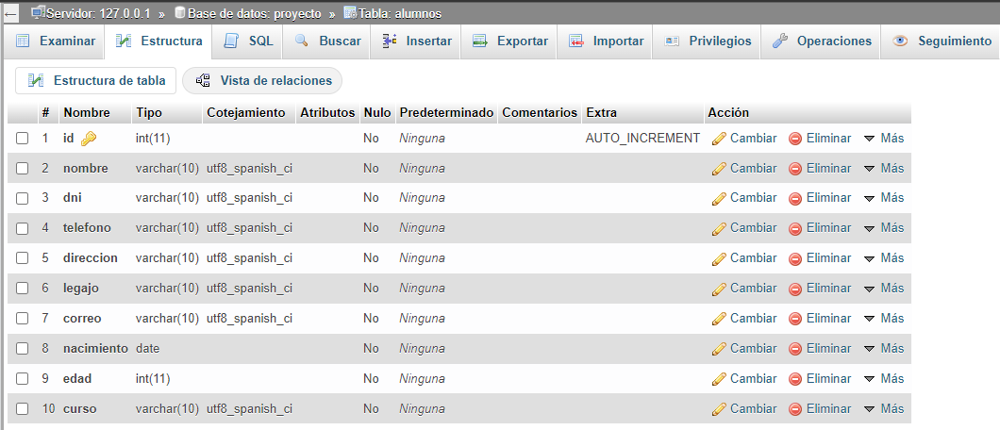 Servidor: 127.0.0.1 » Base de datos: proyecto » Tabla: alumnos
Examinar Estructura SQL Buscar Insertar Exportar Importar Privilegios Operaciones Seguimiento
Estructura de tabla Vista de relaciones
# Nombre Tipo Cotejamiento Atributos Nulo Predeterminado Comentarios Extra Acción
1 id int(11) No Ninguna AUTO_INCREMENT Cambiar Eliminar Más
2 nombre varchar(10) utf8_spanish_ci No Ninguna Cambiar Eliminar Más
3 dni varchar(10) utf8_spanish_ci No Ninguna Cambiar Eliminar Más
4 telefono varchar(10) utf8_spanish_ci No Ninguna Cambiar Eliminar Más
5 direccion varchar(10) utf8_spanish_ci No Ninguna Cambiar Eliminar Más
6 legajo varchar(10) utf8_spanish_ci No Ninguna Cambiar Eliminar Más
7 correo varchar(10) utf8_spanish_ci No Ninguna Cambiar Eliminar Más
8 nacimiento date No Ninguna Cambiar Eliminar Más
9 edad int(11) No Ninguna Cambiar Eliminar Más
10 curso varchar(10) utf8_spanish_ci No Ninguna Cambiar Eliminar Más